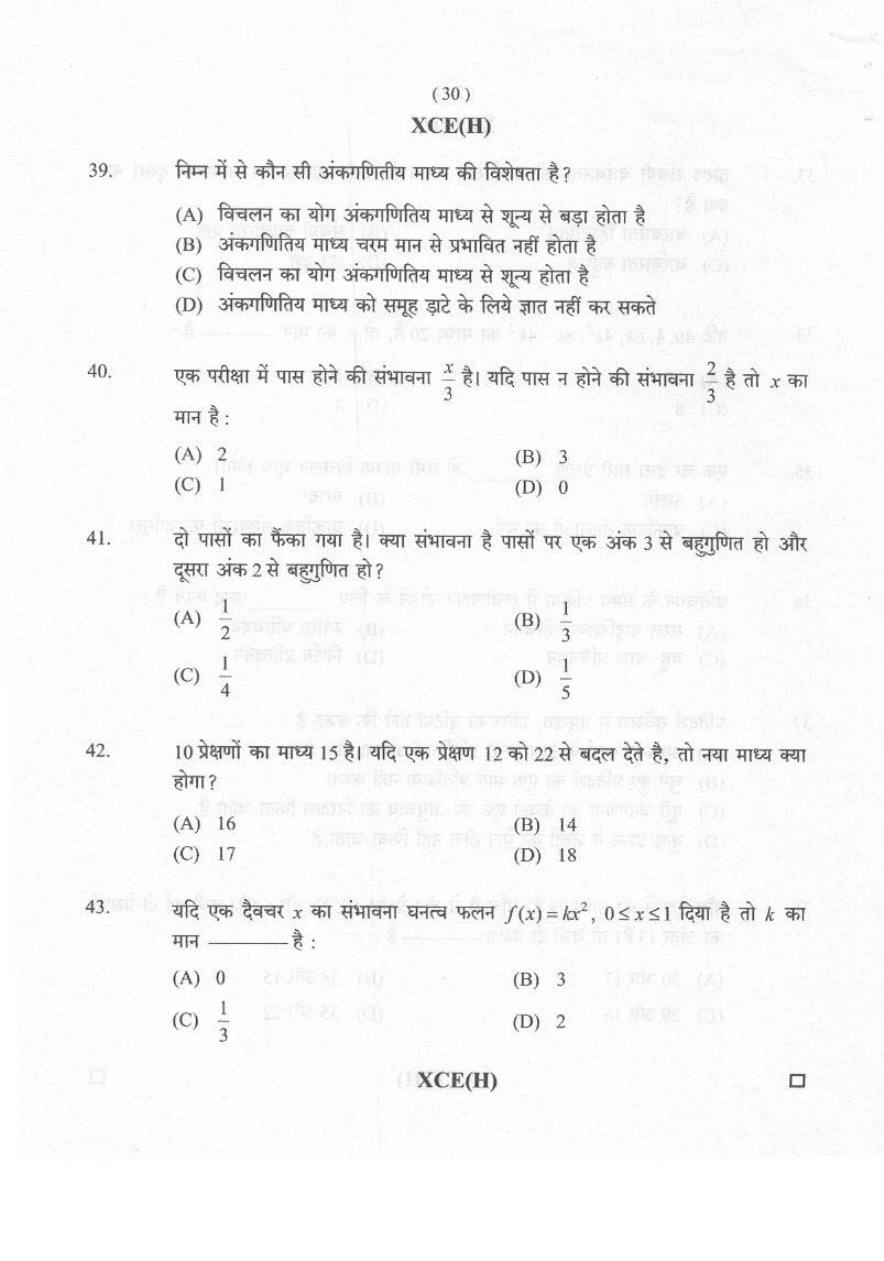 ( 30 )
XCE(H)
39. निम्न में से कौन सी अंकगणितीय माध्य की विशेषता है?
(A) विचलन का योग अंकगणितिय माध्य से शून्य से बड़ा होता है
(B) अंकगणितिय माध्य चरम मान से प्रभावित नहीं होता है
(C) विचलन का योग अंकगणितिय माध्य से शून्य होता है
(D) अंकगणितिय माध्य को समूह डाटे के लिये ज्ञात नहीं कर सकते
40. एक परीक्षा में पास होने की संभावना x/3 है। यदि पास न होने की संभावना 2/3 है तो x का
मान है :
(A) 2 (B) 3
(C) 1 (D) 0
41. दो पासों का फैंका गया है। क्या संभावना है पासों पर एक अंक 3 से बहुगुणित हो और
दूसरा अंक 2 से बहुगुणित हो?
(A) 1/2 (B) 1/3
(C) 1/4 (D) 1/5
42. 10 प्रेक्षणों का माध्य 15 है। यदि एक प्रेक्षण 12 को 22 से बदल देते है, तो नया माध्य क्या
होगा?
(A) 16 (B) 14
(C) 17 (D) 18
43. यदि एक दैवचर x का संभावना घनत्व फलन f(x) = kx², 0 ≤ x ≤ 1 दिया है तो k का
मान ——— है :
(A) 0 (B) 3
(C) 1/3 (D) 2
XCE(H)